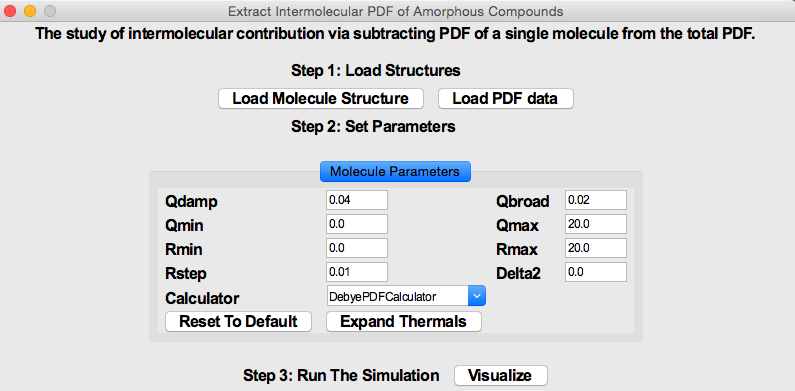 Extract Intermolecular PDF of Amorphous Compounds
The study of intermolecular contribution via subtracting PDF of a single molecule from the total PDF.
Step 1: Load Structures
Load Molecule Structure Load PDF data
Step 2: Set Parameters
Molecule Parameters
Qdamp 0.04 Qbroad 0.02
Qmin 0.0 Qmax 20.0
Rmin 0.0 Rmax 20.0
Rstep 0.01 Delta2 0.0
Calculator DebyePDFCalculator
Reset To Default Expand Thermals
Step 3: Run The Simulation Visualize